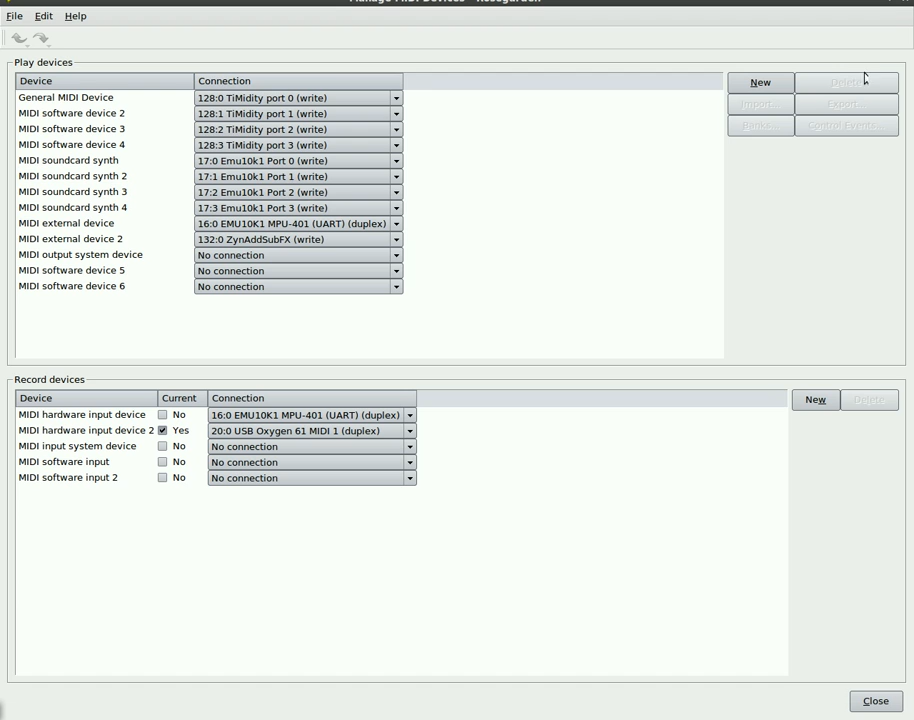 Manage MIDI Devices - Rosegarden
File Edit Help
Play devices
Device Connection
General MIDI Device 128:0 TiMidity port 0 (write)
MIDI software device 2 128:1 TiMidity port 1 (write)
MIDI software device 3 128:2 TiMidity port 2 (write)
MIDI software device 4 128:3 TiMidity port 3 (write)
MIDI soundcard synth 17:0 Emu10k1 Port 0 (write)
MIDI soundcard synth 2 17:1 Emu10k1 Port 1 (write)
MIDI soundcard synth 3 17:2 Emu10k1 Port 2 (write)
MIDI soundcard synth 4 17:3 Emu10k1 Port 3 (write)
MIDI external device 16:0 EMU10K1 MPU-401 (UART) (duplex)
MIDI external device 2 132:0 ZynAddSubFX (write)
MIDI output system device No connection
MIDI software device 5 No connection
MIDI software device 6 No connection
New Delete
Import... Export...
Banks... Control Events...
Record devices
Device Current Connection
MIDI hardware input device No 16:0 EMU10K1 MPU-401 (UART) (duplex)
MIDI hardware input device 2 Yes 20:0 USB Oxygen 61 MIDI 1 (duplex)
MIDI input system device No No connection
MIDI software input No No connection
MIDI software input 2 No No connection
New Delete
Close